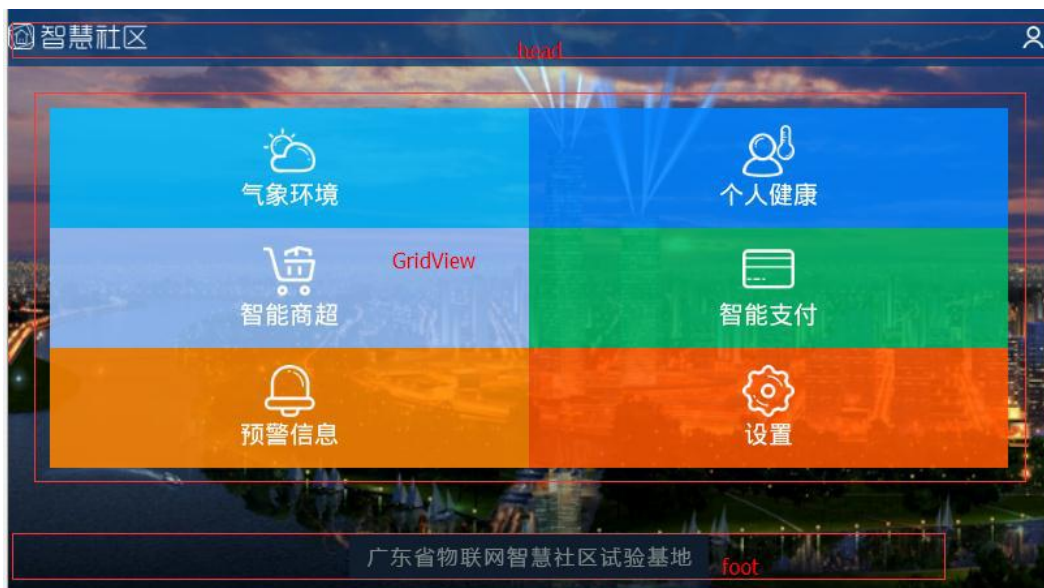 智慧社区
head
气象环境
个人健康
GridView
智能商超
智能支付
预警信息
设置
广东省物联网智慧社区试验基地
foot